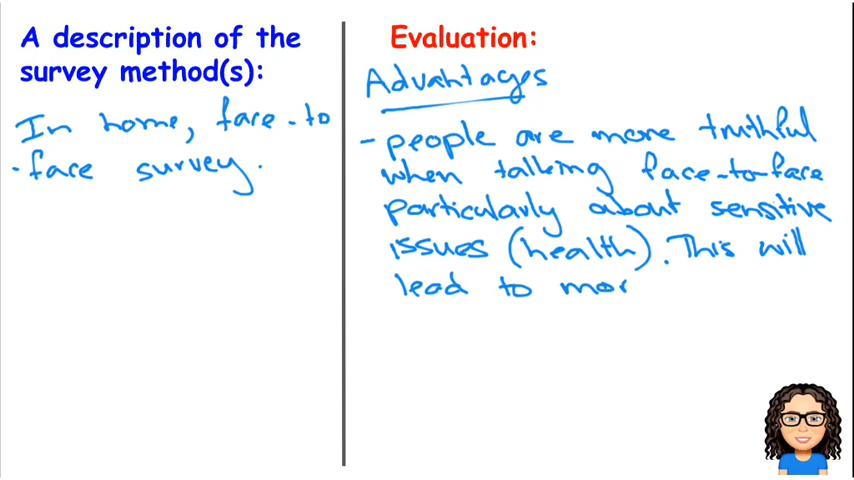 A description of the
survey method(s):
In home, face-to
-face survey.
Evaluation:
Advantages
- people are more truthful
when talking face-to-face
particularly about sensitive
issues (health). This will
lead to mor